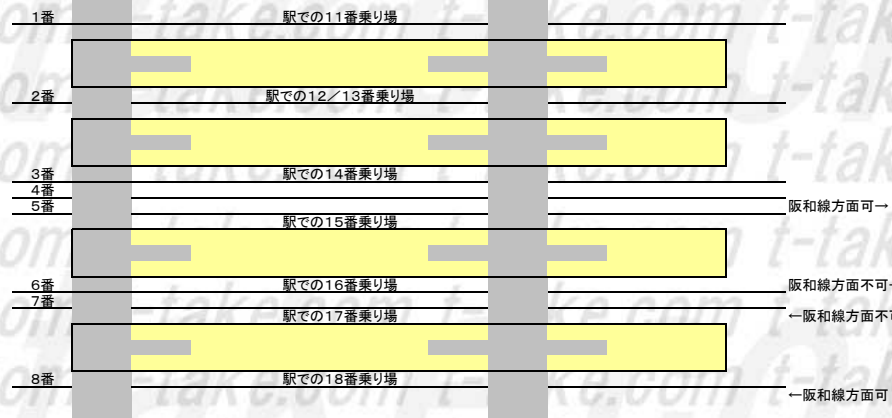 1番 駅での11番乗り場
2番 駅での12／13番乗り場
3番 駅での14番乗り場
4番
5番 阪和線方面可→
駅での15番乗り場
6番 駅での16番乗り場 阪和線方面不可
7番
駅での17番乗り場 ←阪和線方面不
8番 駅での18番乗り場
←阪和線方面可
t-take.com